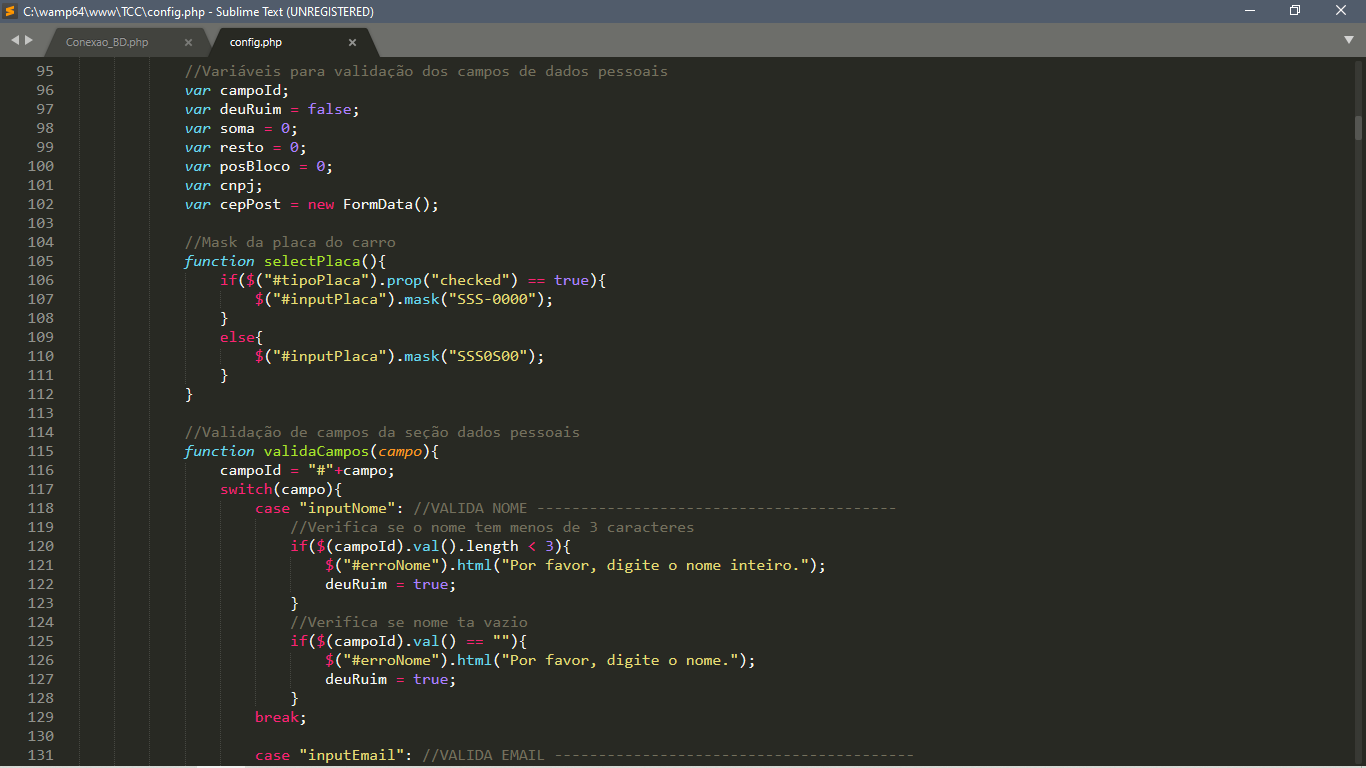 C:\wamp64\www\TCC\config.php - Sublime Text (UNREGISTERED)
Conexao_BD.php
config.php
95 //Variáveis para validação dos campos de dados pessoais
96 var campoId;
97 var deuRuim = false;
98 var soma = 0;
99 var resto = 0;
100 var posBloco = 0;
101 var cnpj;
102 var cepPost = new FormData();
103
104 //Mask da placa do carro
105 function selectPlaca(){
106 if($("#tipoPlaca").prop("checked") == true){
107 $("#inputPlaca").mask("SSS-0000");
108 }
109 else{
110 $("#inputPlaca").mask("SSS0S00");
111 }
112 }
113
114 //Validação de campos da seção dados pessoais
115 function validaCampos(campo){
116 campoId = "#"+campo;
117 switch(campo){
118 case "inputNome": //VALIDA NOME -----------------------------------------
119 //Verifica se o nome tem menos de 3 caracteres
120 if($(campoId).val().length < 3){
121 $("#erroNome").html("Por favor, digite o nome inteiro.");
122 deuRuim = true;
123 }
124 //Verifica se nome ta vazio
125 if($(campoId).val() == ""){
126 $("#erroNome").html("Por favor, digite o nome.");
127 deuRuim = true;
128 }
129 break;
130
131 case "inputEmail": //VALIDA EMAIL -----------------------------------------